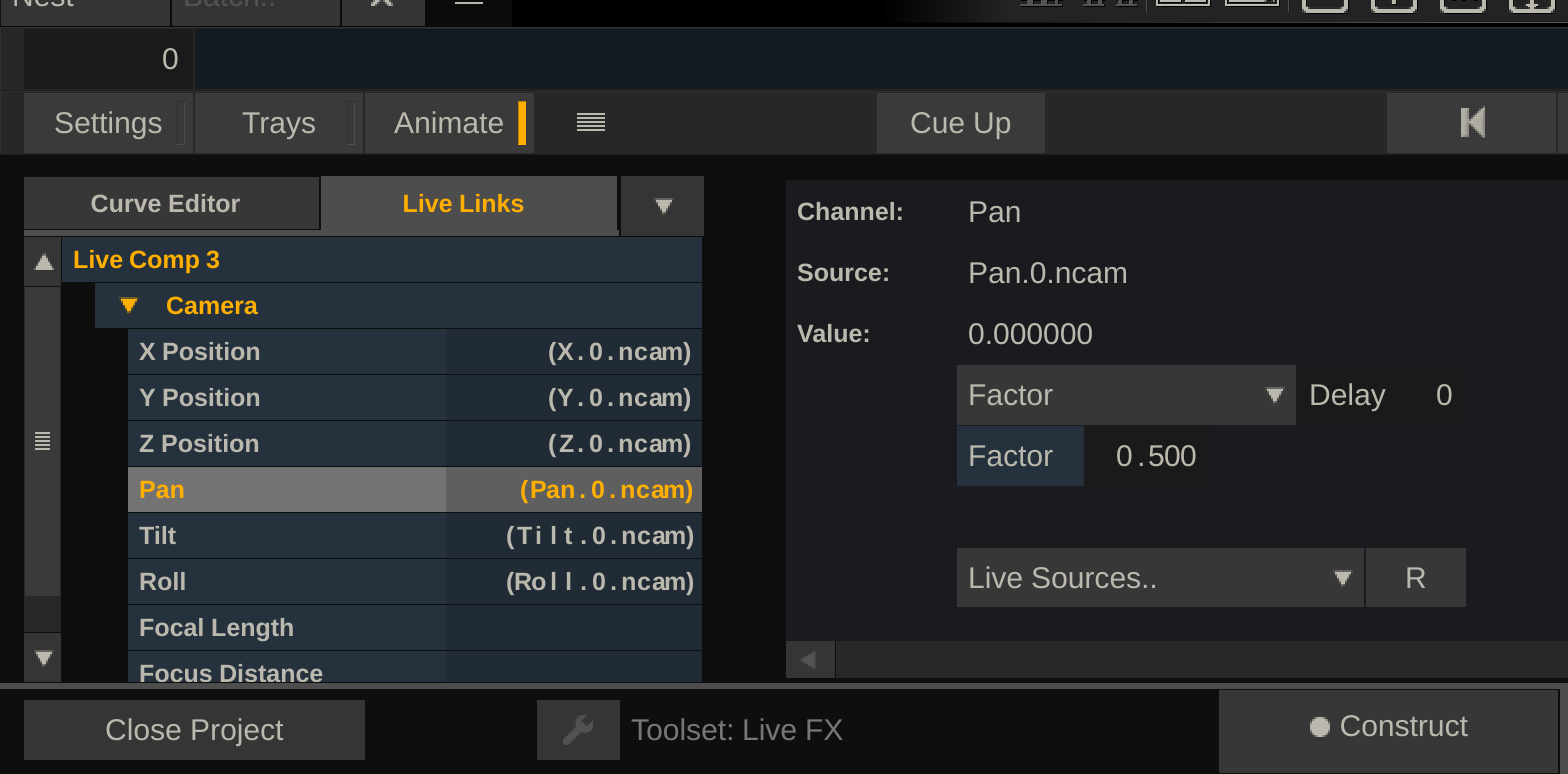 Nest Batch..
0
Settings Trays Animate Cue Up
Curve Editor Live Links
Live Comp 3
Camera
X Position (X.0.ncam)
Y Position (Y.0.ncam)
Z Position (Z.0.ncam)
Pan (Pan.0.ncam)
Tilt (Tilt.0.ncam)
Roll (Roll.0.ncam)
Focal Length
Focus Distance
Channel: Pan
Source: Pan.0.ncam
Value: 0.000000
Factor Delay 0
Factor 0.500
Live Sources.. R
Close Project Toolset: Live FX Construct